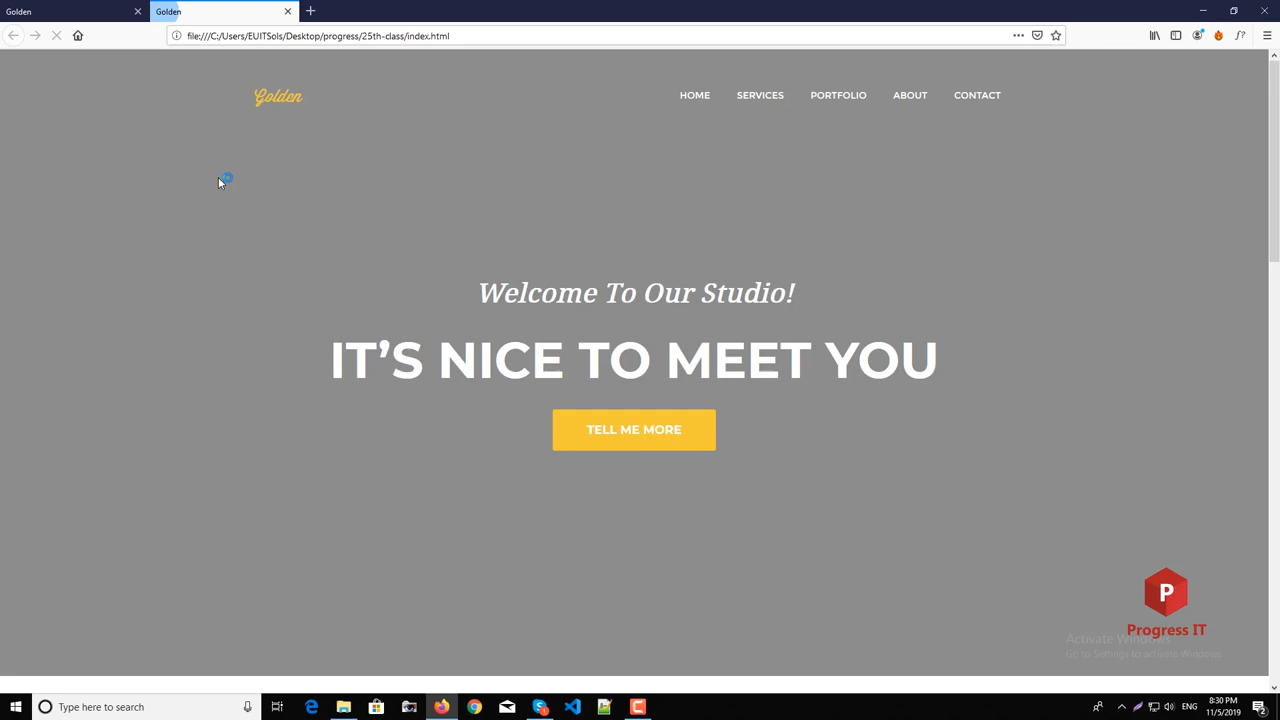 Golden
Golden
file:///C:/Users/EUITSols/Desktop/progress/25th-class/index.html
Golden
HOME SERVICES PORTFOLIO ABOUT CONTACT
Welcome To Our Studio!
IT'S NICE TO MEET YOU
TELL ME MORE
P
Progress IT
Activate Windows
Go to Settings to activate Windows.
Type here to search
ENG
8:30 PM
11/5/2019
2